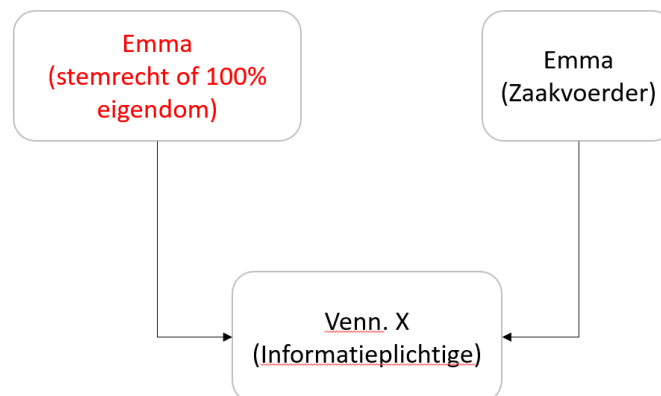 Emma
(stemrecht of 100%
eigendom)
Emma
(Zaakvoerder)
Venn. X
(Informatieplichtige)